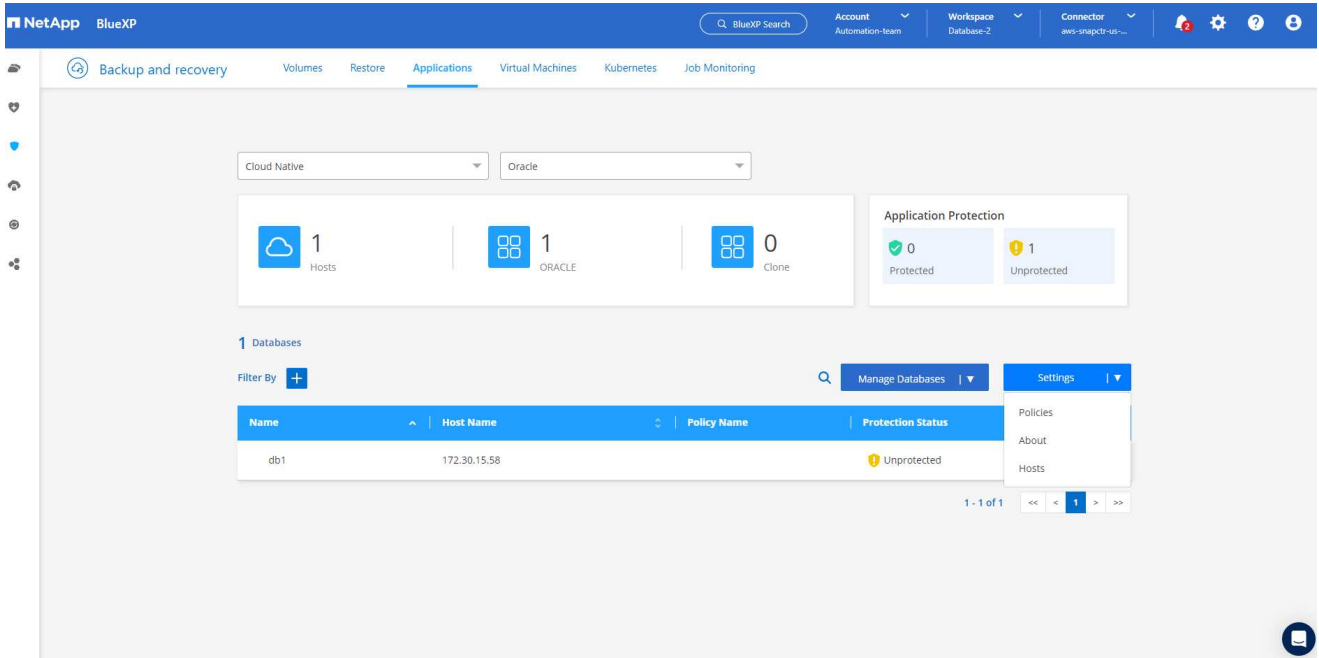 NetApp BlueXP BlueXP Search Account Workspace Connector
Automation-team Database-2 aws-snapctr-us-... 2
Backup and recovery Volumes Restore Applications Virtual Machines Kubernetes Job Monitoring
Cloud Native Oracle
Application Protection
1 1 0 0 1
Hosts ORACLE Clone Protected Unprotected
1 Databases
Filter By + Manage Databases | Settings |
Policies
Name Host Name Policy Name Protection Status
About
db1 172.30.15.58 Unprotected
Hosts
1 - 1 of 1 << < 1 > >>